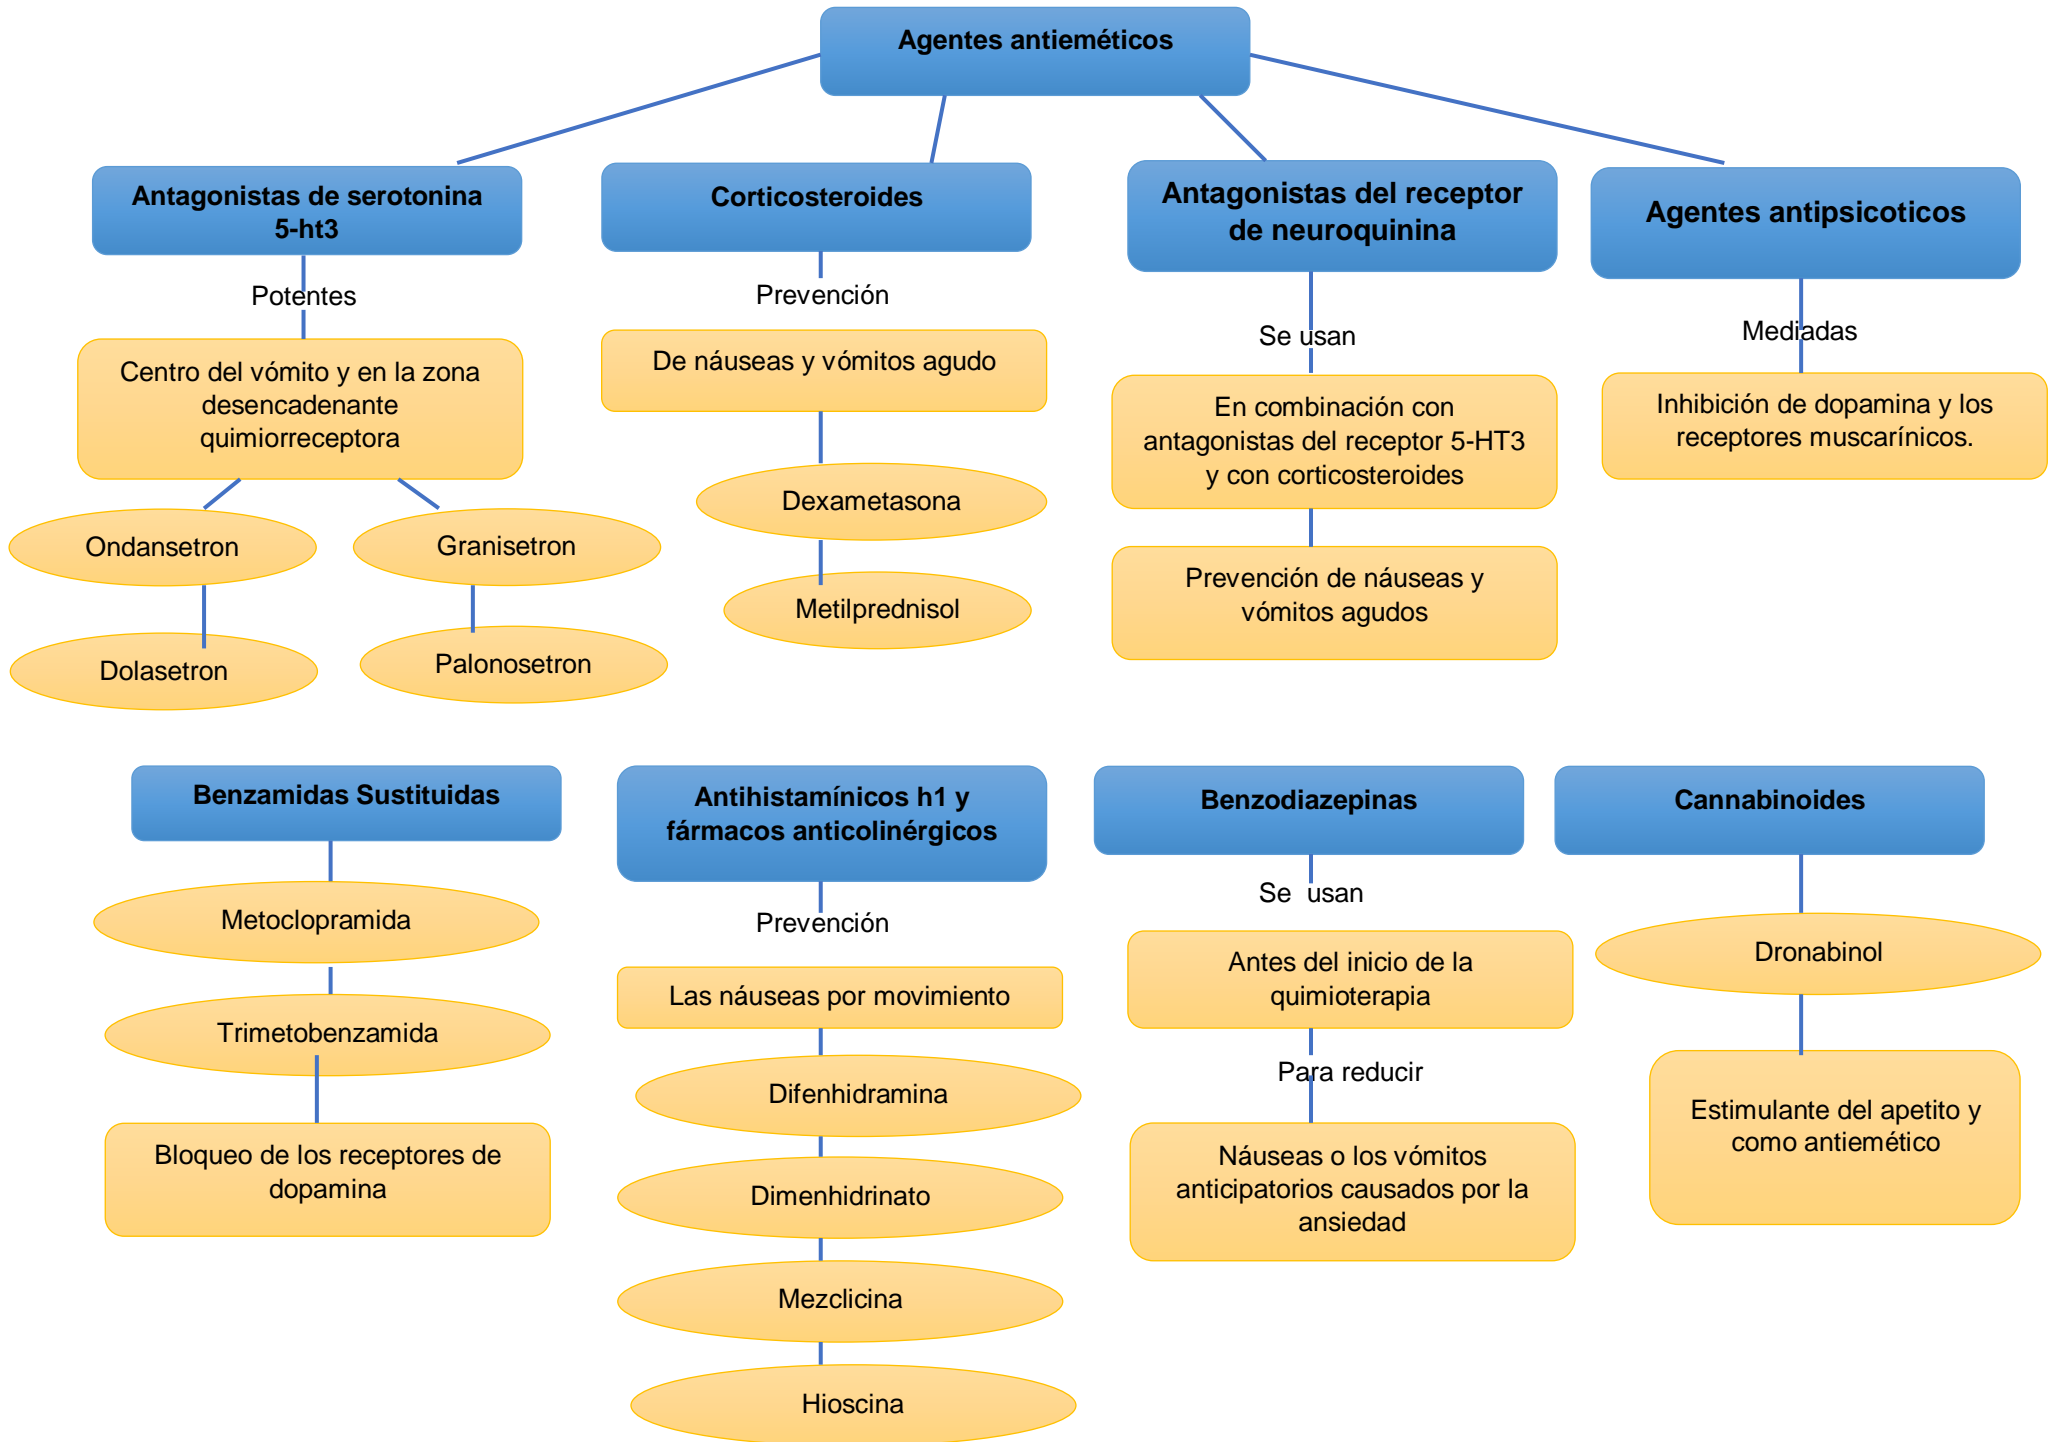 Agentes antieméticos
Antagonistas de serotonina
5-ht3
Potentes
Centro del vómito y en la zona
desencadenante
quimiorreceptora
Ondansetron
Granisetron
Dolasetron
Palonosetron
Corticosteroides
Prevención
De náuseas y vómitos agudo
Dexametasona
Metilprednisol
Antagonistas del receptor
de neuroquinina
Se usan
En combinación con
antagonistas del receptor 5-HT3
y con corticosteroides
Prevención de náuseas y
vómitos agudos
Agentes antipsicoticos
Mediadas
Inhibición de dopamina y los
receptores muscarínicos.
Benzamidas Sustituidas
Metoclopramida
Trimetobenzamida
Bloqueo de los receptores de
dopamina
Antihistamínicos h1 y
fármacos anticolinérgicos
Prevención
Las náuseas por movimiento
Difenhidramina
Dimenhidrinato
Mezclicina
Hioscina
Benzodiazepinas
Se usan
Antes del inicio de la
quimioterapia
Para reducir
Náuseas o los vómitos
anticipatorios causados por la
ansiedad
Cannabinoides
Dronabinol
Estimulante del apetito y
como antiemético